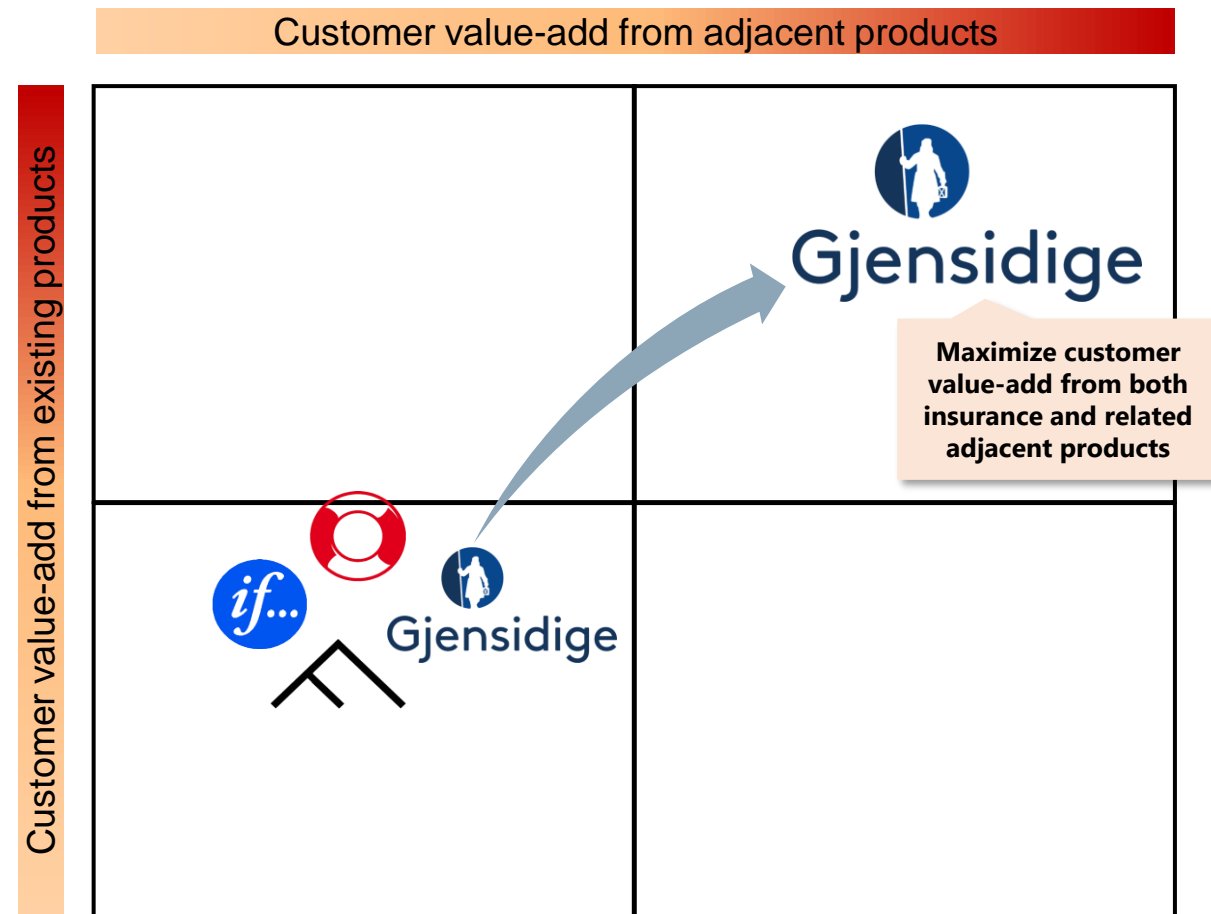 Customer value-add from adjacent products
Customer value-add from existing products
Gjensidige
Maximize customer
value-add from both
insurance and related
adjacent products
if...
Gjensidige